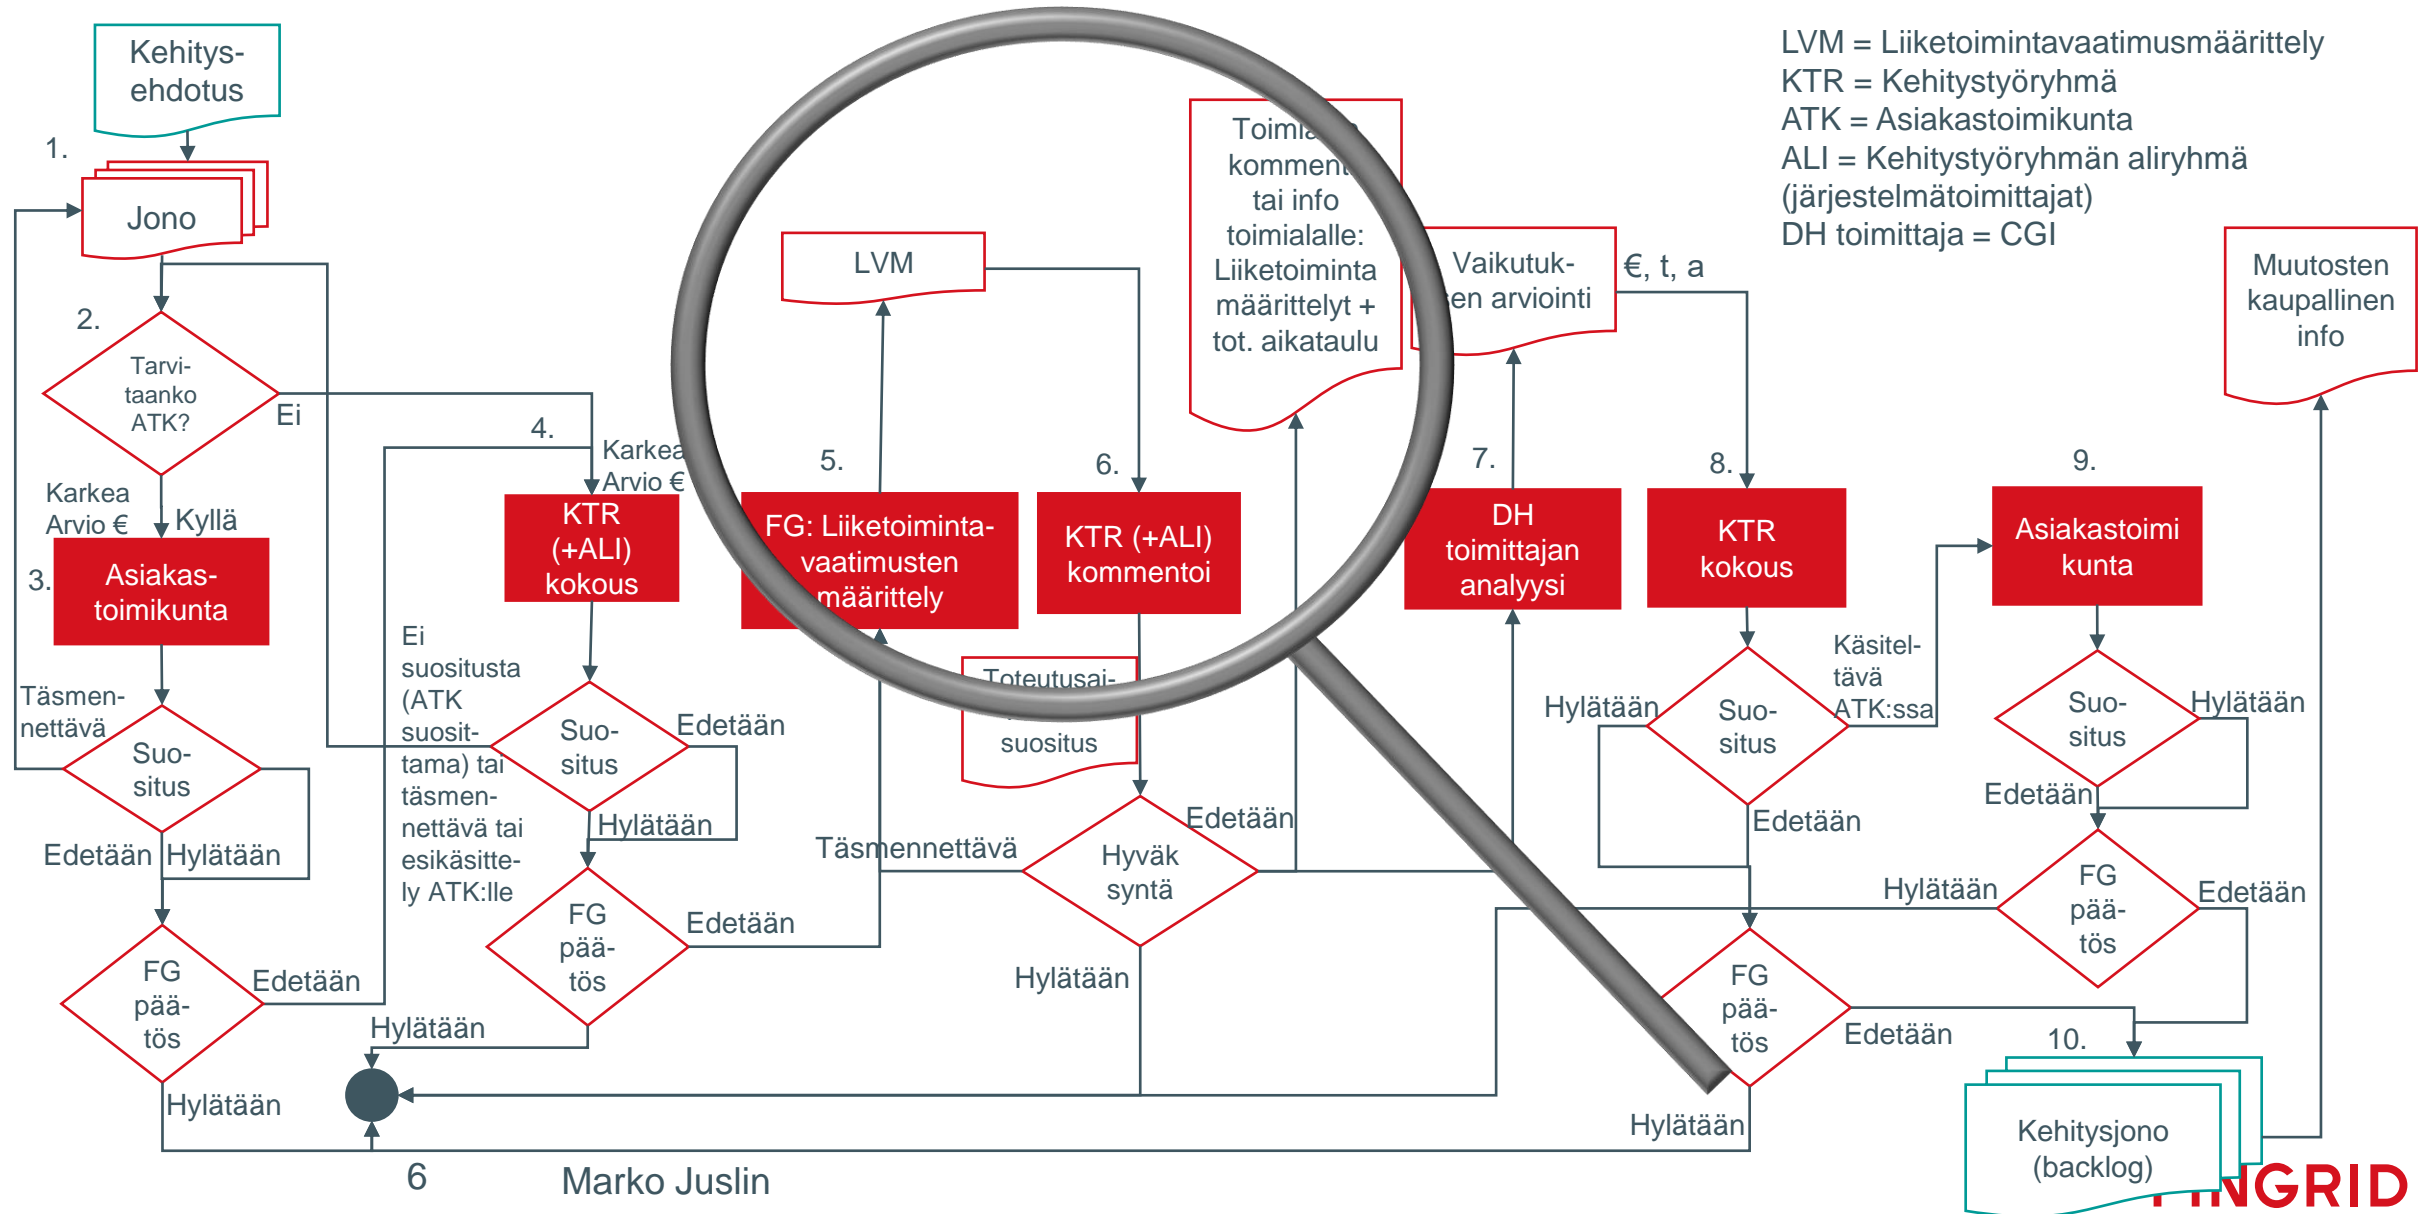 Kehitys-
ehdotus
1.
Jono
2.
Tarvi-
taanko
ATK?
Ei
Karkea
Arvio €
Kyllä
3.
Asiakas-
toimikunta
Täsmen-
nettävä
Suo-
situs
Edetään
Hylätään
FG
pää-
tös
Edetään
Hylätään
4.
Karkea
Arvio €
KTR
(+ALI)
kokous
Ei
suositusta
(ATK
suosit-
tama) tai
täsmen-
nettävä tai
esikäsitte-
ly ATK:lle
Suo-
situs
Edetään
Hylätään
FG
pää-
tös
Edetään
Hylätään
5.
LVM
FG: Liiketoiminta-
vaatimusten
määrittely
6.
KTR (+ALI)
kommentoi
Toteutusai-
suositus
Täsmennettävä
Hyväk
syntä
Edetään
Hylätään
tai info
toimialalle:
Liiketoiminta
määrittelyt +
tot. aikataulu
Vaikutuk-
sen arviointi
€, t, a
7.
DH
toimittajan
analyysi
8.
KTR
kokous
Hylätään
Suo-
situs
Käsitel-
tävä
ATK:ssa
Edetään
FG
pää-
tös
Edetään
Hylätään
9.
Asiakastoimi
kunta
Suo-
situs
Hylätään
Edetään
FG
pää-
tös
Hylätään
Edetään
10.
Kehitysjono
(backlog)
Muutosten
kaupallinen
info
LVM = Liiketoimintavaatimusmäärittely
KTR = Kehitystyöryhmä
ATK = Asiakastoimikunta
ALI = Kehitystyöryhmän aliryhmä
(järjestelmätoimittajat)
DH toimittaja = CGI
6
Marko Juslin
FINGRID